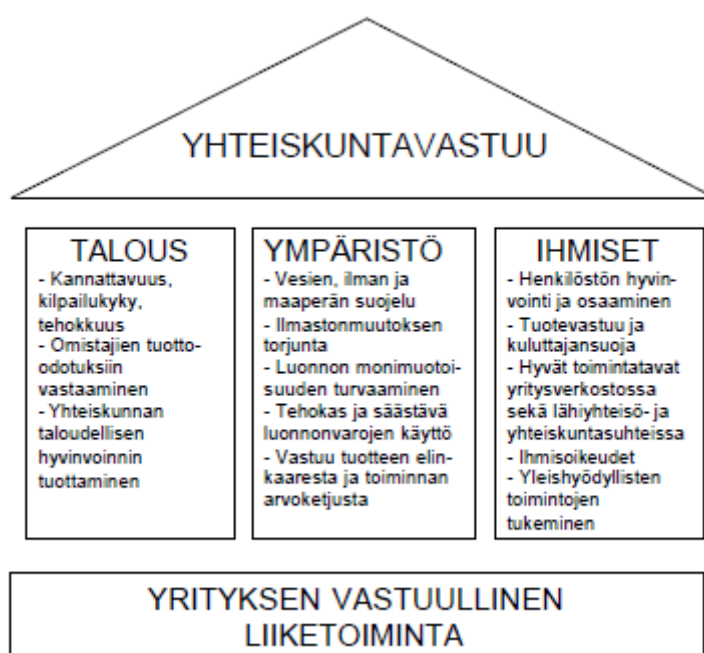 YHTEISKUNTAVASTUU
TALOUS
- Kannattavuus,
kilpailukyky,
tehokkuus
- Omistajien tuotto-
odotuksiin
vastaaminen
- Yhteiskunnan
taloudellisen
hyvinvoinnin
tuottaminen
YMPÄRISTÖ
- Vesien, ilman ja
maaperän suojelu
- Ilmastonmuutoksen
torjunta
- Luonnon monimuotoi-
suuden turvaaminen
- Tehokas ja säästävä
luonnonvarojen käyttö
- Vastuu tuotteen elin-
kaaresta ja toiminnan
arvoketjusta
IHMISET
- Henkilöstön hyvin-
vointi ja osaaminen
- Tuotevastuu ja
kuluttajansuoja
- Hyvät toimintatavat
yritysverkostossa
sekä lähiyhteisö- ja
yhteiskuntasuhteissa
- Ihmisoikeudet
- Yleishyödyllisten
toimintojen
tukeminen
YRITYKSEN VASTUULLINEN
LIIKETOIMINTA